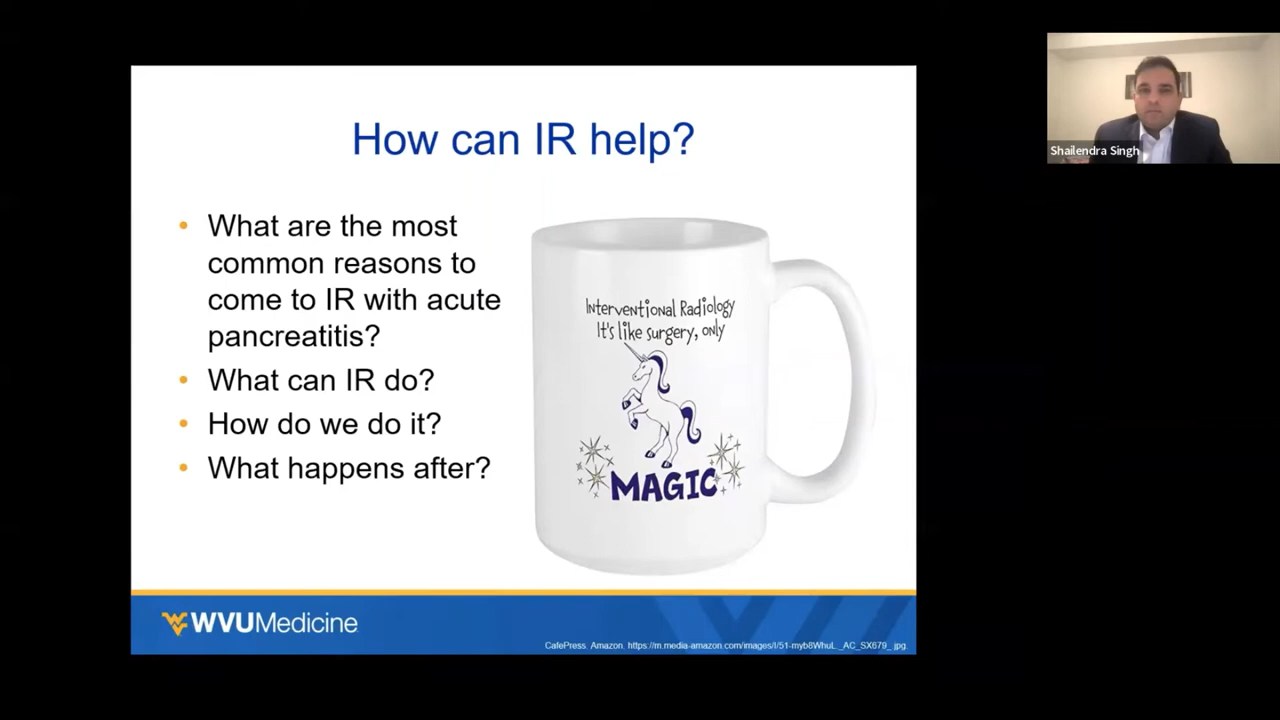 How can IR help?
• What are the most
common reasons to
come to IR with acute
pancreatitis?
• What can IR do?
• How do we do it?
• What happens after?
Interventional Radiology
It's like surgery, only
MAGIC
WVUMedicine
CafePress. Amazon. https://m.media-amazon.com/images/I/51-myb8WhuL._AC_SX679_.jpg.
Shailendra Singh